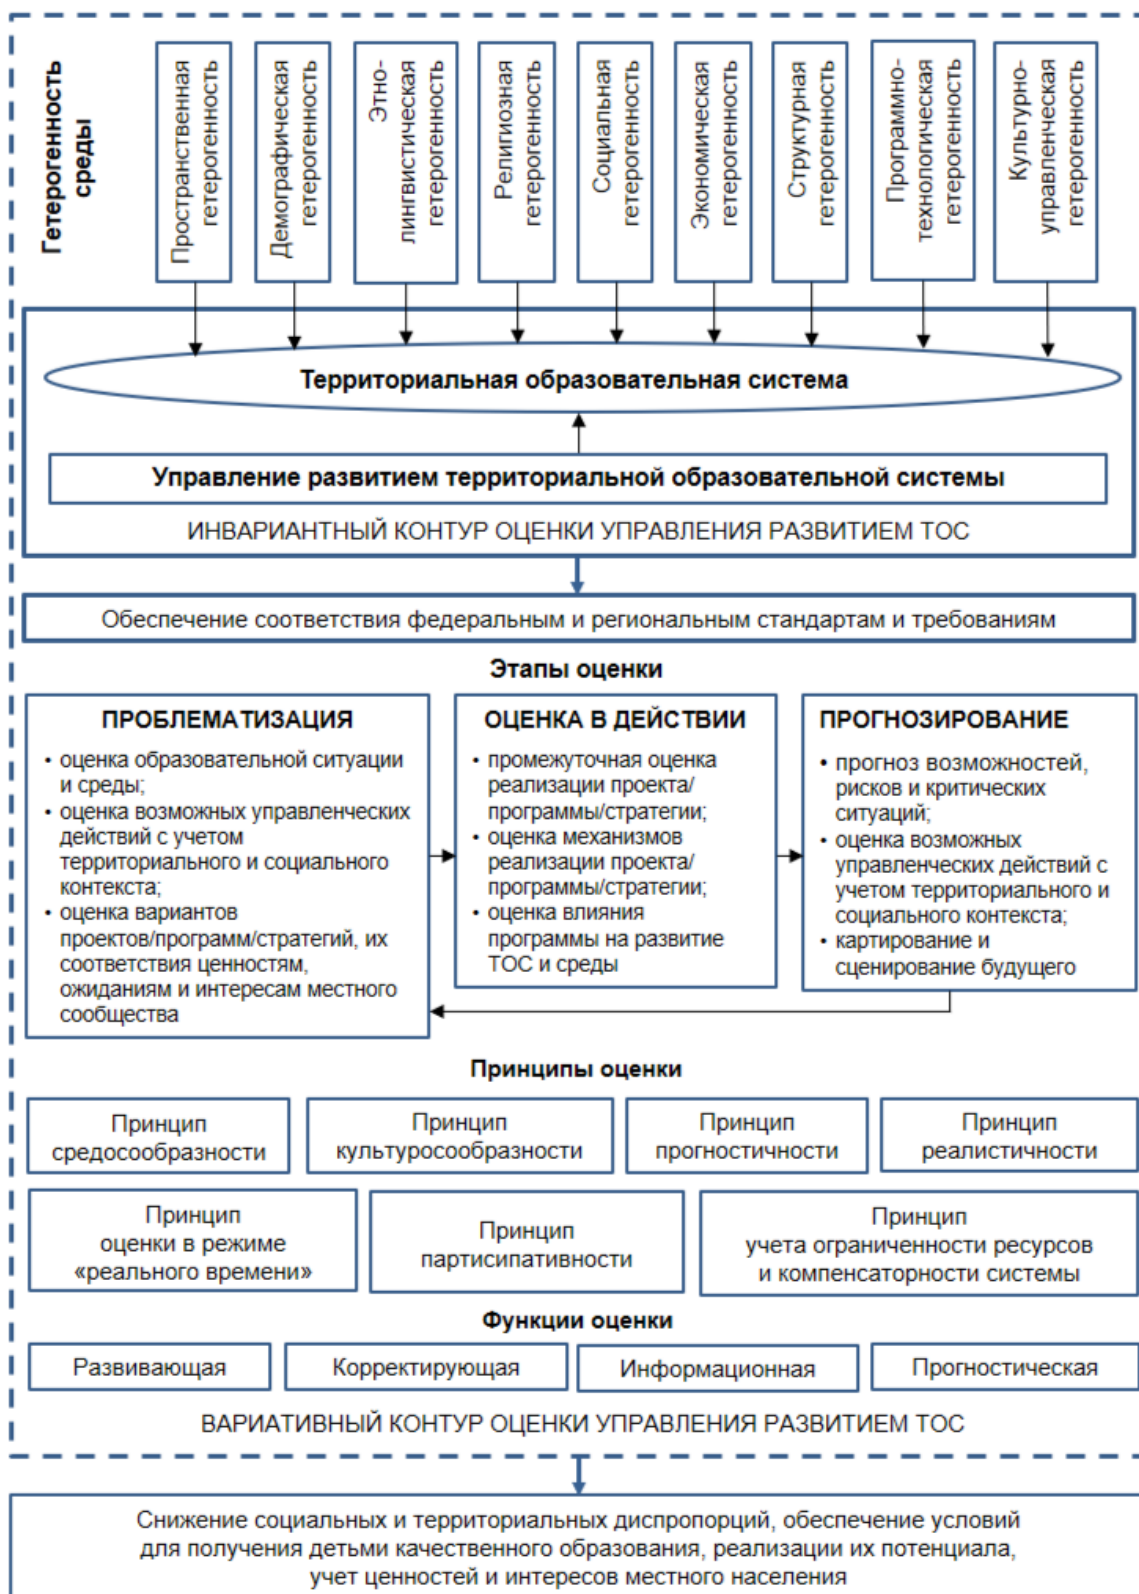 Гетерогенность
среды
Пространственная
гетерогенность
Демографическая
гетерогенность
Этно-
лингвистическая
гетерогенность
Религиозная
гетерогенность
Социальная
гетерогенность
Экономическая
гетерогенность
Структурная
гетерогенность
Программно-
технологическая
гетерогенность
Культурно-
управленческая
гетерогенность
Территориальная образовательная система
Управление развитием территориальной образовательной системы
ИНВАРИАНТНЫЙ КОНТУР ОЦЕНКИ УПРАВЛЕНИЯ РАЗВИТИЕМ ТОС
Обеспечение соответствия федеральным и региональным стандартам и требованиям
Этапы оценки
ПРОБЛЕМАТИЗАЦИЯ
• оценка образовательной ситуации
и среды;
• оценка возможных управленческих
действий с учетом
территориального и социального
контекста;
• оценка вариантов
проектов/программ/стратегий, их
соответствия ценностям,
ожиданиям и интересам местного
сообщества
ОЦЕНКА В ДЕЙСТВИИ
• промежуточная оценка
реализации проекта/
программы/стратегии;
• оценка механизмов
реализации проекта/
программы/стратегии;
• оценка влияния
программы на развитие
ТОС и среды
ПРОГНОЗИРОВАНИЕ
• прогноз возможностей,
рисков и критических
ситуаций;
• оценка возможных
управленческих действий с
учетом территориального и
социального контекста;
• картирование и
сценирование будущего
Принципы оценки
Принцип
средосообразности
Принцип
культуросообразности
Принцип
прогностичности
Принцип
реалистичности
Принцип
оценки в режиме
«реального времени»
Принцип
партисипативности
Принцип
учета ограниченности ресурсов
и компенсаторности системы
Функции оценки
Развивающая
Корректирующая
Информационная
Прогностическая
ВАРИАТИВНЫЙ КОНТУР ОЦЕНКИ УПРАВЛЕНИЯ РАЗВИТИЕМ ТОС
Снижение социальных и территориальных диспропорций, обеспечение условий
для получения детьми качественного образования, реализации их потенциала,
учет ценностей и интересов местного населения